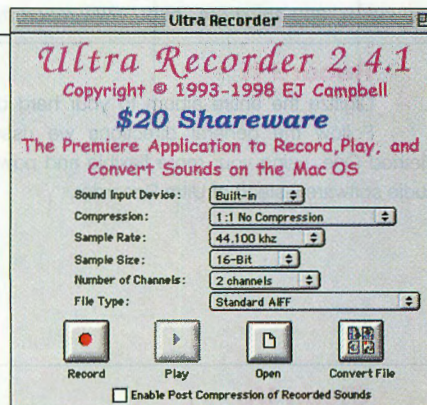 Ultra Recorder
Ultra Recorder 2.4.1
Copyright © 1993-1998 EJ Campbell
$20 Shareware
The Premiere Application to Record,Play, and
Convert Sounds on the Mac OS
Sound Input Device: Built-in
Compression: 1:1 No Compression
Sample Rate: 44.100 khz
Sample Size: 16-Bit
Number of Channels: 2 channels
File Type: Standard AIFF
Record Play Open Convert File
Enable Post Compression of Recorded Sounds